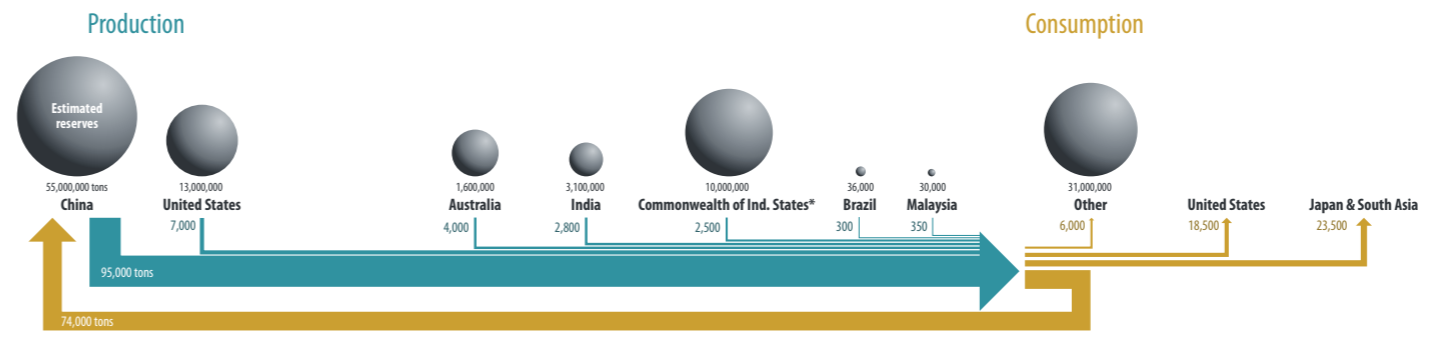 Production
Consumption
Estimated
reserves
55,000,000 tons
13,000,000
1,600,000
3,100,000
10,000,000
36,000
30,000
31,000,000
China
United States
Australia
India
Commonwealth of Ind. States*
Brazil
Malaysia
Other
United States
Japan & South Asia
7,000
4,000
2,800
2,500
300
350
6,000
18,500
23,500
95,000 tons
74,000 tons